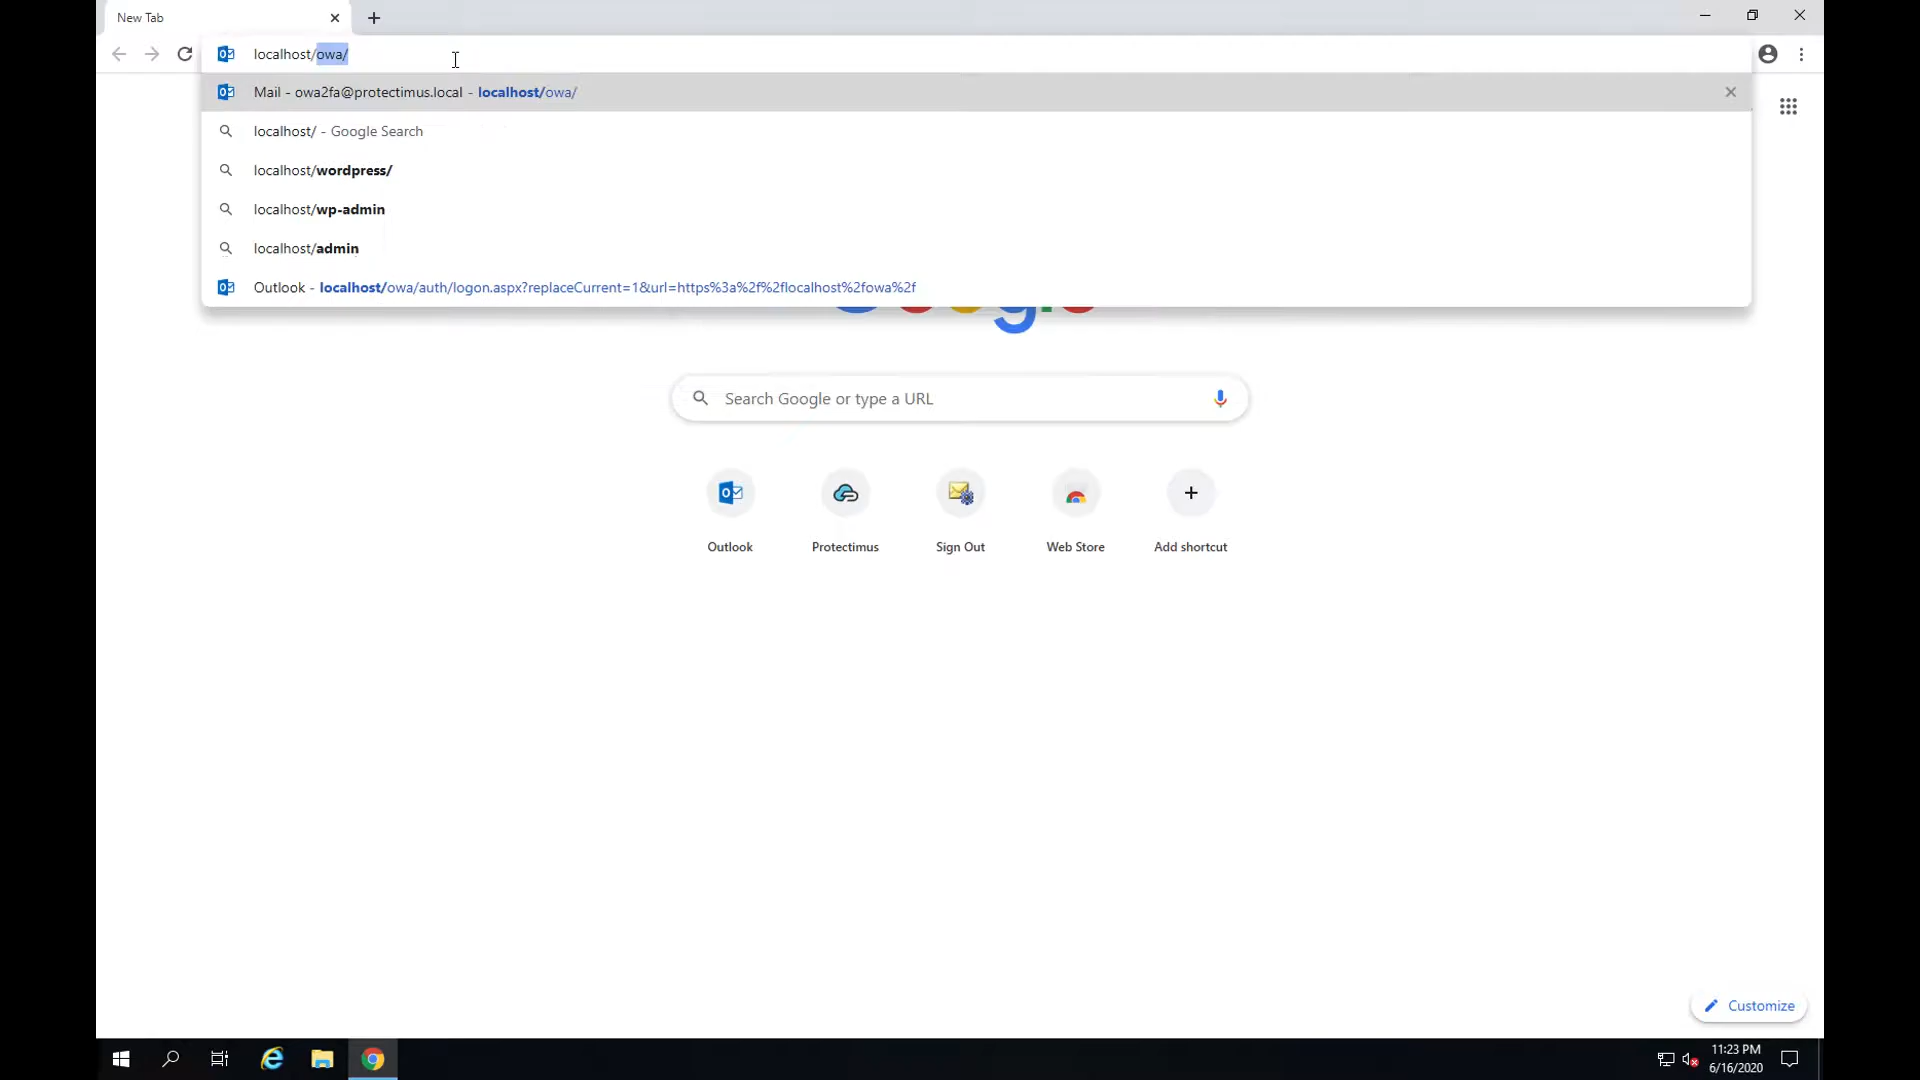 New Tab
localhost/owa/
Mail - owa2fa@protectimus.local - localhost/owa/
localhost/ - Google Search
localhost/wordpress/
localhost/wp-admin
localhost/admin
Outlook - localhost/owa/auth/logon.aspx?replaceCurrent=1&url=https%3a%2f%2flocalhost%2fowa%2f
Search Google or type a URL
Outlook
Protectimus
Sign Out
Web Store
Add shortcut
Customize
11:23 PM
6/16/2020